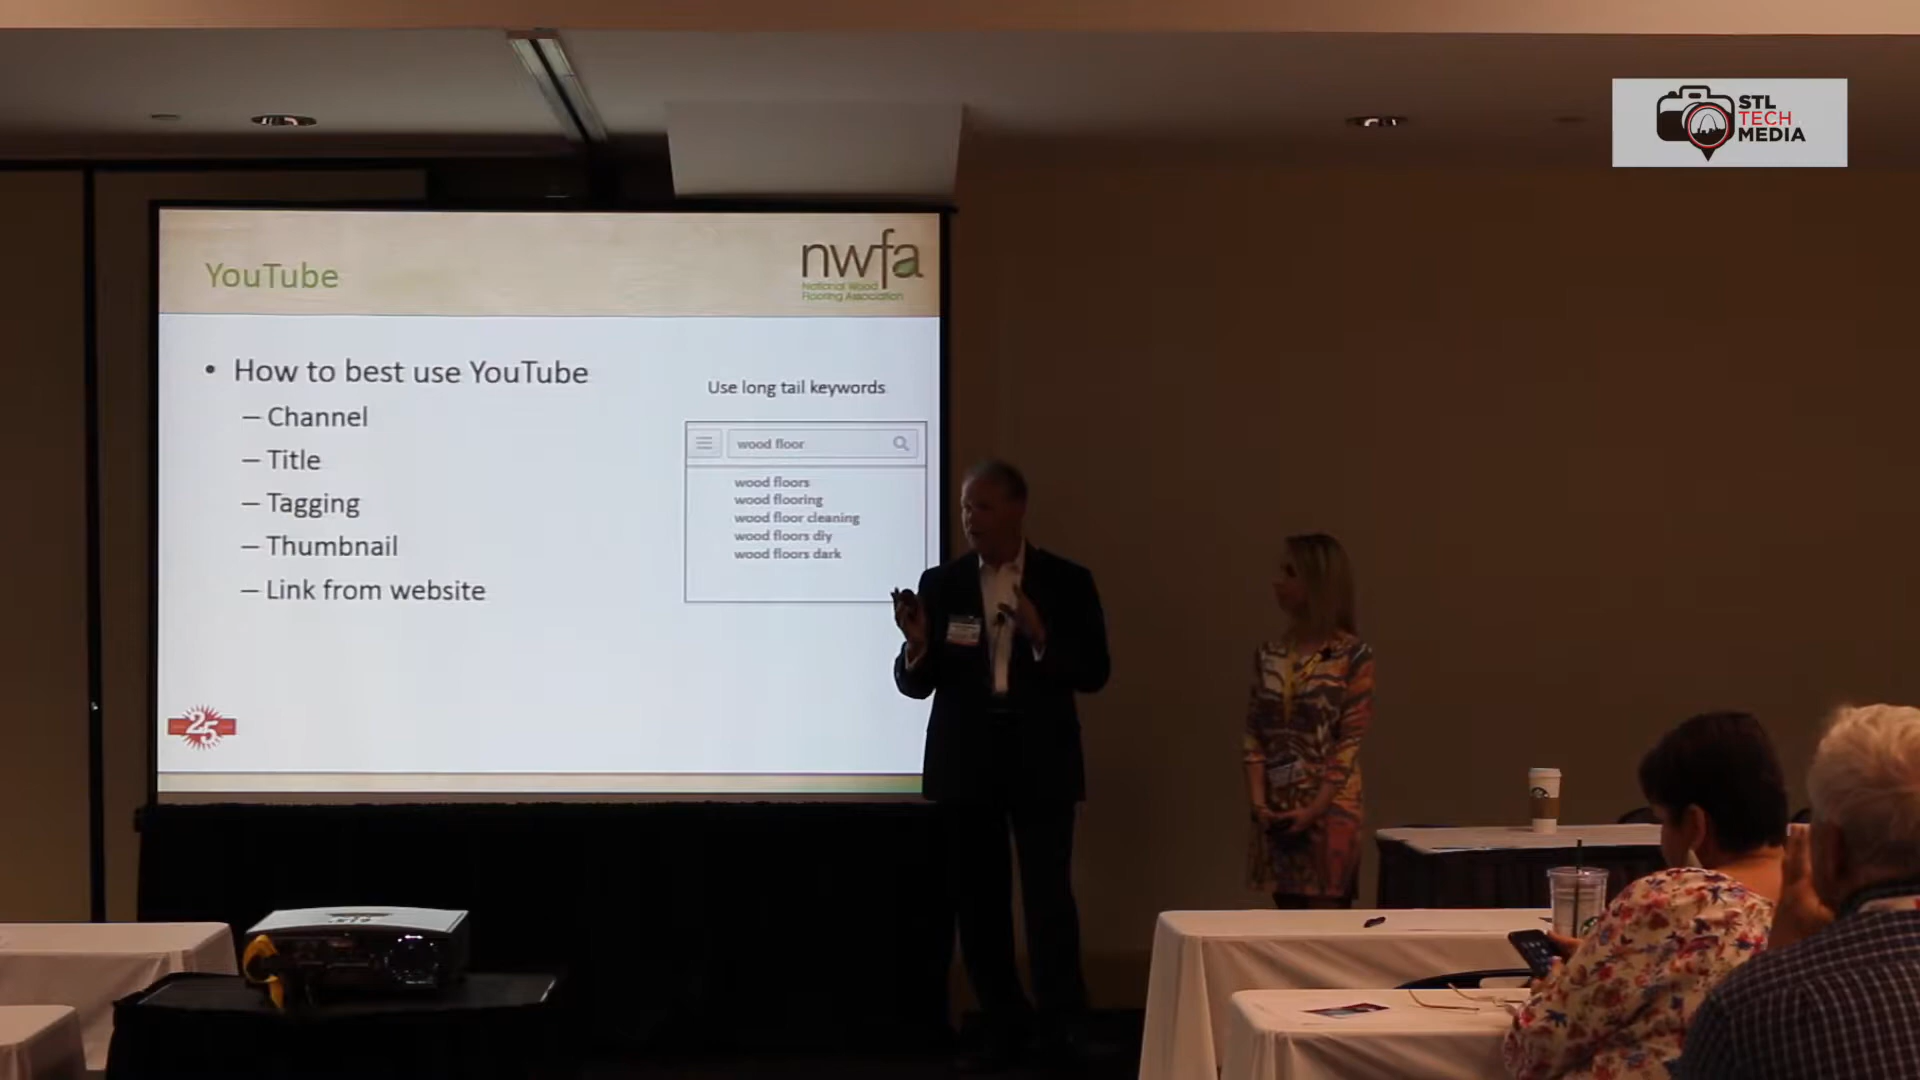 STL
TECH
MEDIA
YouTube
nwfa
National Wood
Flooring Association
• How to best use YouTube
– Channel
– Title
– Tagging
– Thumbnail
– Link from website
Use long tail keywords
wood floor
wood floors
wood flooring
wood floor cleaning
wood floors diy
wood floors dark
25